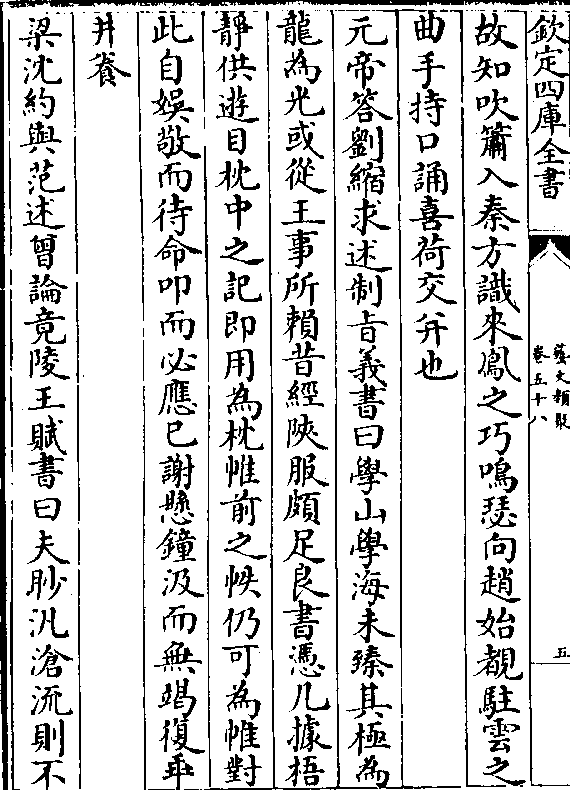 欽定四庫全書
藝文類聚
卷五十八
五
故知吹簫入秦方識來鳳之巧鳴瑟向趙始覩駐雲之
曲手持口誦喜荷交并也
元帝答劉縮求述制旨義書曰學山學海未臻其極為
龍為光或從王事所賴昔經陝服頗足良書憑几據梧
靜供遊目枕中之記即用為枕帷前之帙仍可為帷對
此自娛敬而待命叩而必應已謝懸鐘汲而無竭復乖
井養
梁沈約與范述曾論竟陵王賦書曰夫眇汎滄流則不